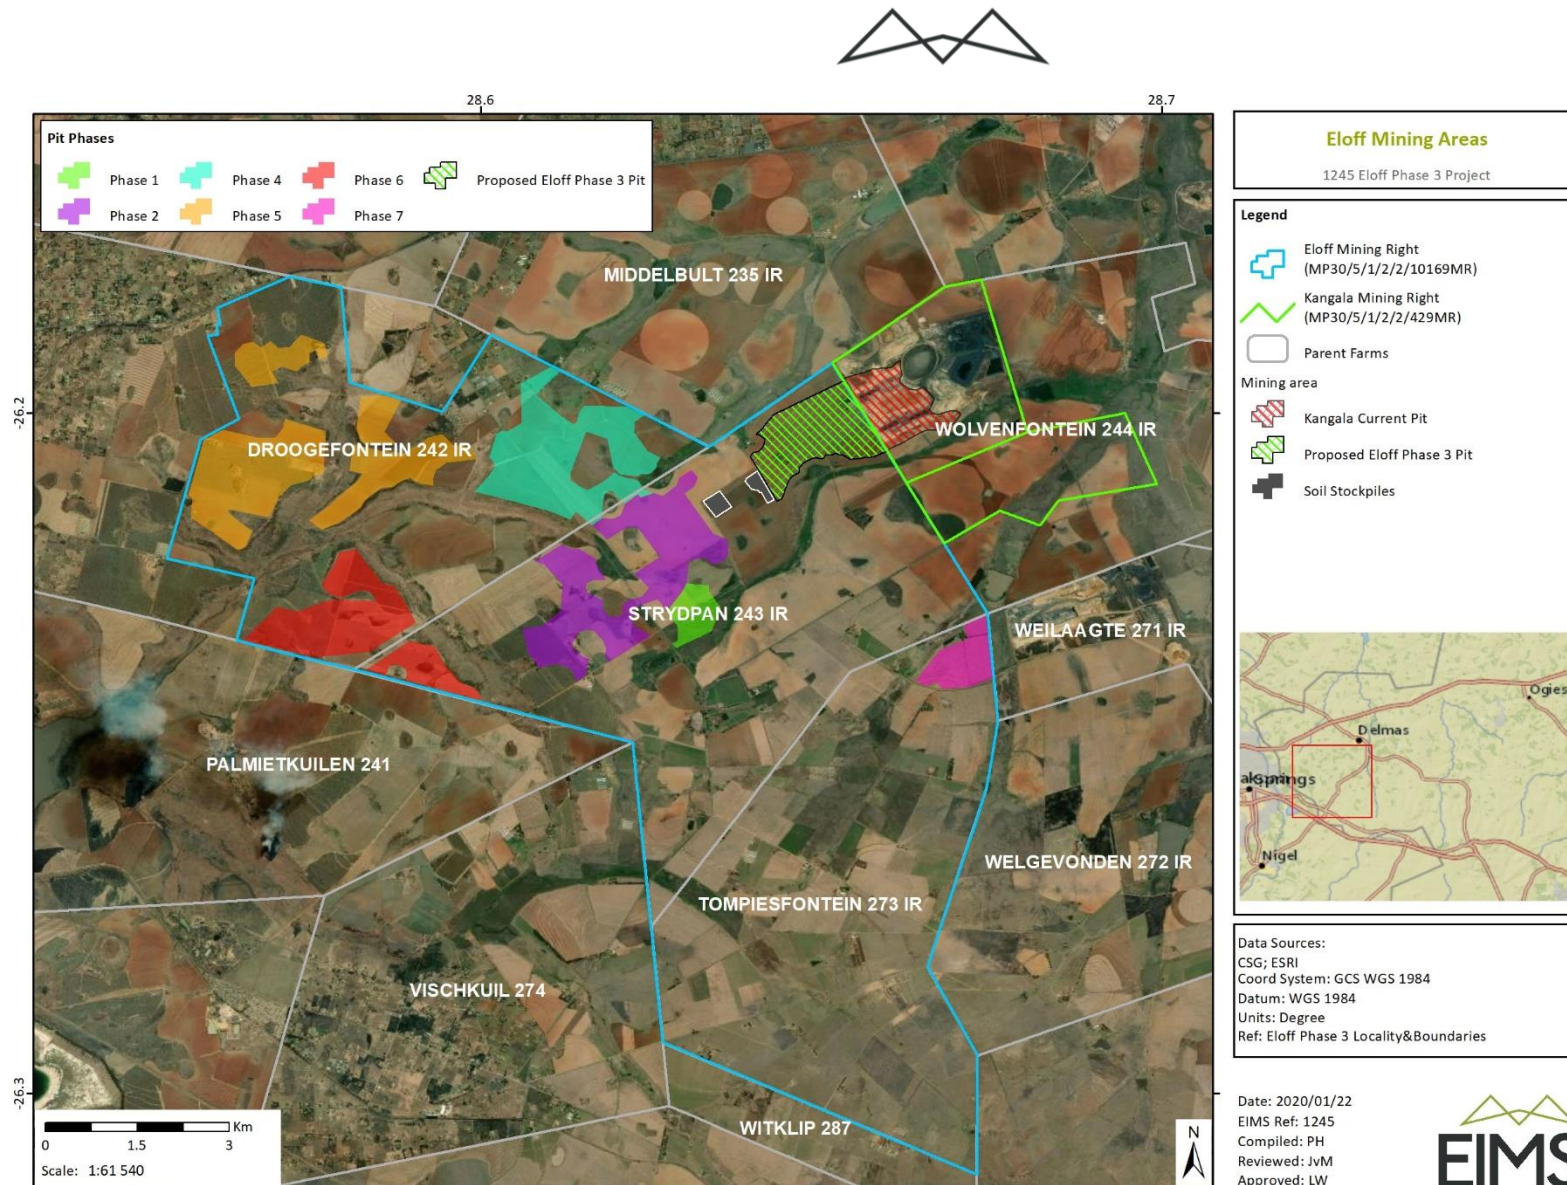 28.6
28.7
-26.2
-26.3
Pit Phases
Phase 1
Phase 4
Phase 6
Proposed Eloff Phase 3 Pit
Phase 2
Phase 5
Phase 7
MIDDELBULT 235 IR
DROOGEFONTEIN 242 IR
WOLVENFONTEIN 244 IR
STRYDPAN 243 IR
WEILAAGTE 271 IR
PALMIETKUILEN 241
WELGEVONDEN 272 IR
TOMPIESFONTEIN 273 IR
VISCHKUIL 274
WITKLIP 287
Km
0 1.5 3
Scale: 1:61 540
N
Eloff Mining Areas
1245 Eloff Phase 3 Project
Legend
Eloff Mining Right
(MP30/5/1/2/2/10169MR)
Kangala Mining Right
(MP30/5/1/2/2/429MR)
Parent Farms
Mining area
Kangala Current Pit
Proposed Eloff Phase 3 Pit
Soil Stockpiles
Ogies
Delmas
Springs
Nigel
Data Sources:
CSG; ESRI
Coord System: GCS WGS 1984
Datum: WGS 1984
Units: Degree
Ref: Eloff Phase 3 Locality&Boundaries
Date: 2020/01/22
EIMS Ref: 1245
Compiled: PH
Reviewed: JvM
Approved: LW
EIMS